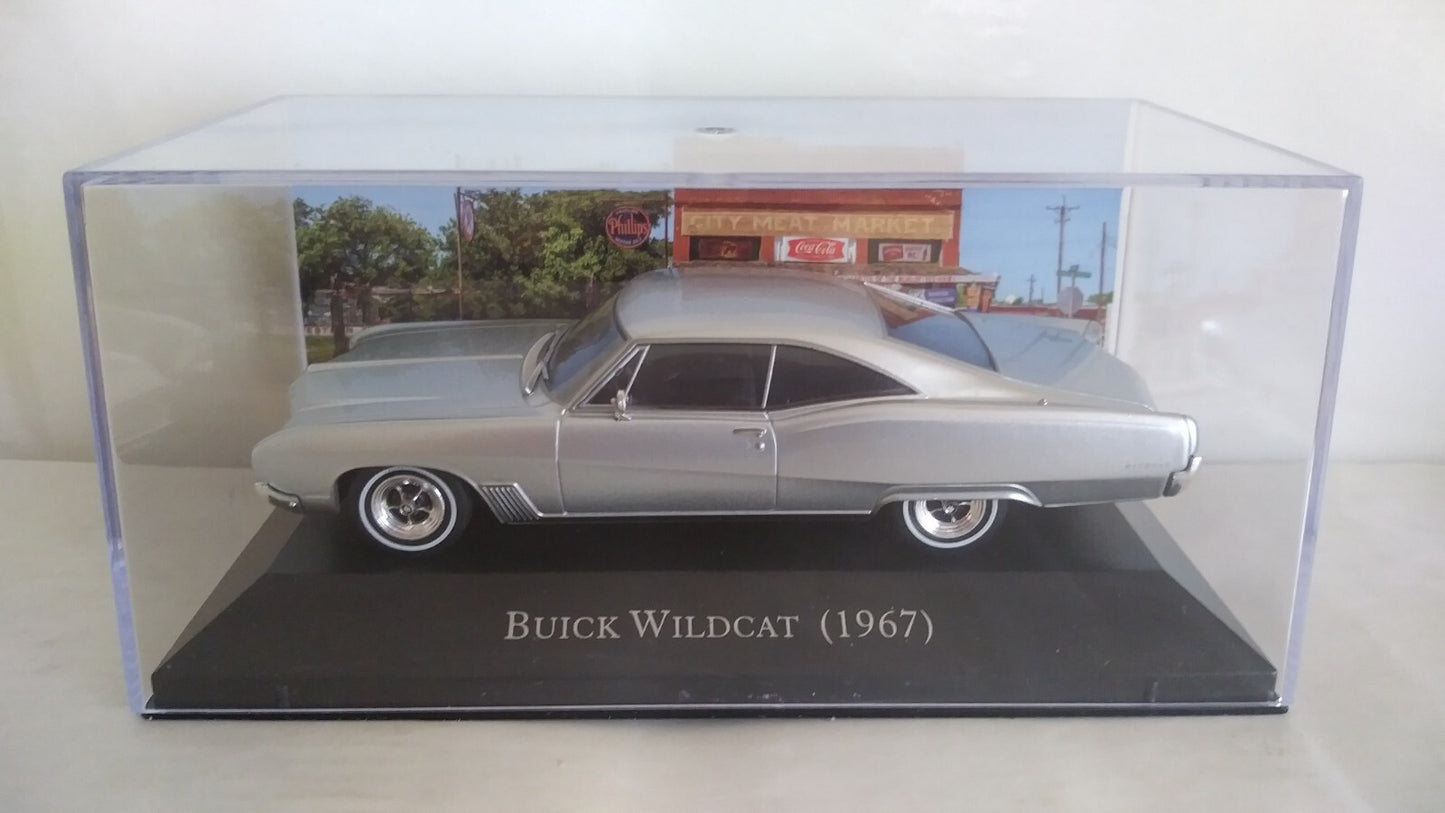 Phillips
CITY MEAT MARKET
Coca-Cola
BUICK WILDCAT (1967)